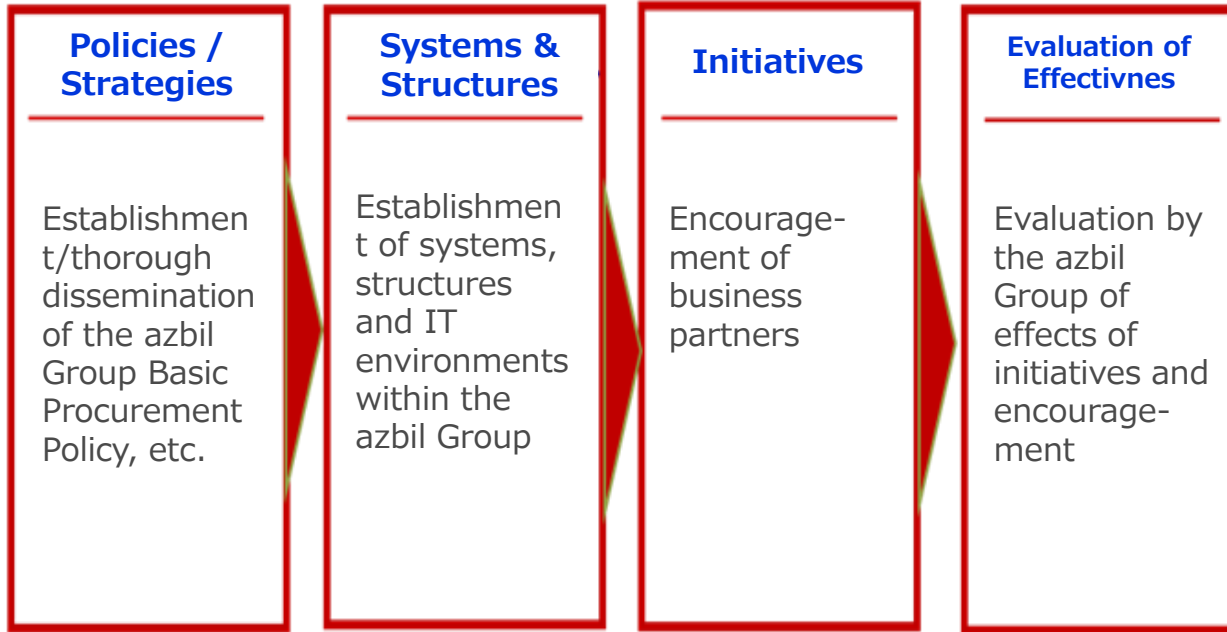 Policies /
Strategies
Establishmen
t/thorough
dissemination
of the azbil
Group Basic
Procurement
Policy, etc.
Systems &
Structures
Establishmen
t of systems,
structures
and IT
environments
within the
azbil Group
Initiatives
Encourage-
ment of
business
partners
Evaluation of
Effectivnes
Evaluation by
the azbil
Group of
effects of
initiatives and
encourage-
ment